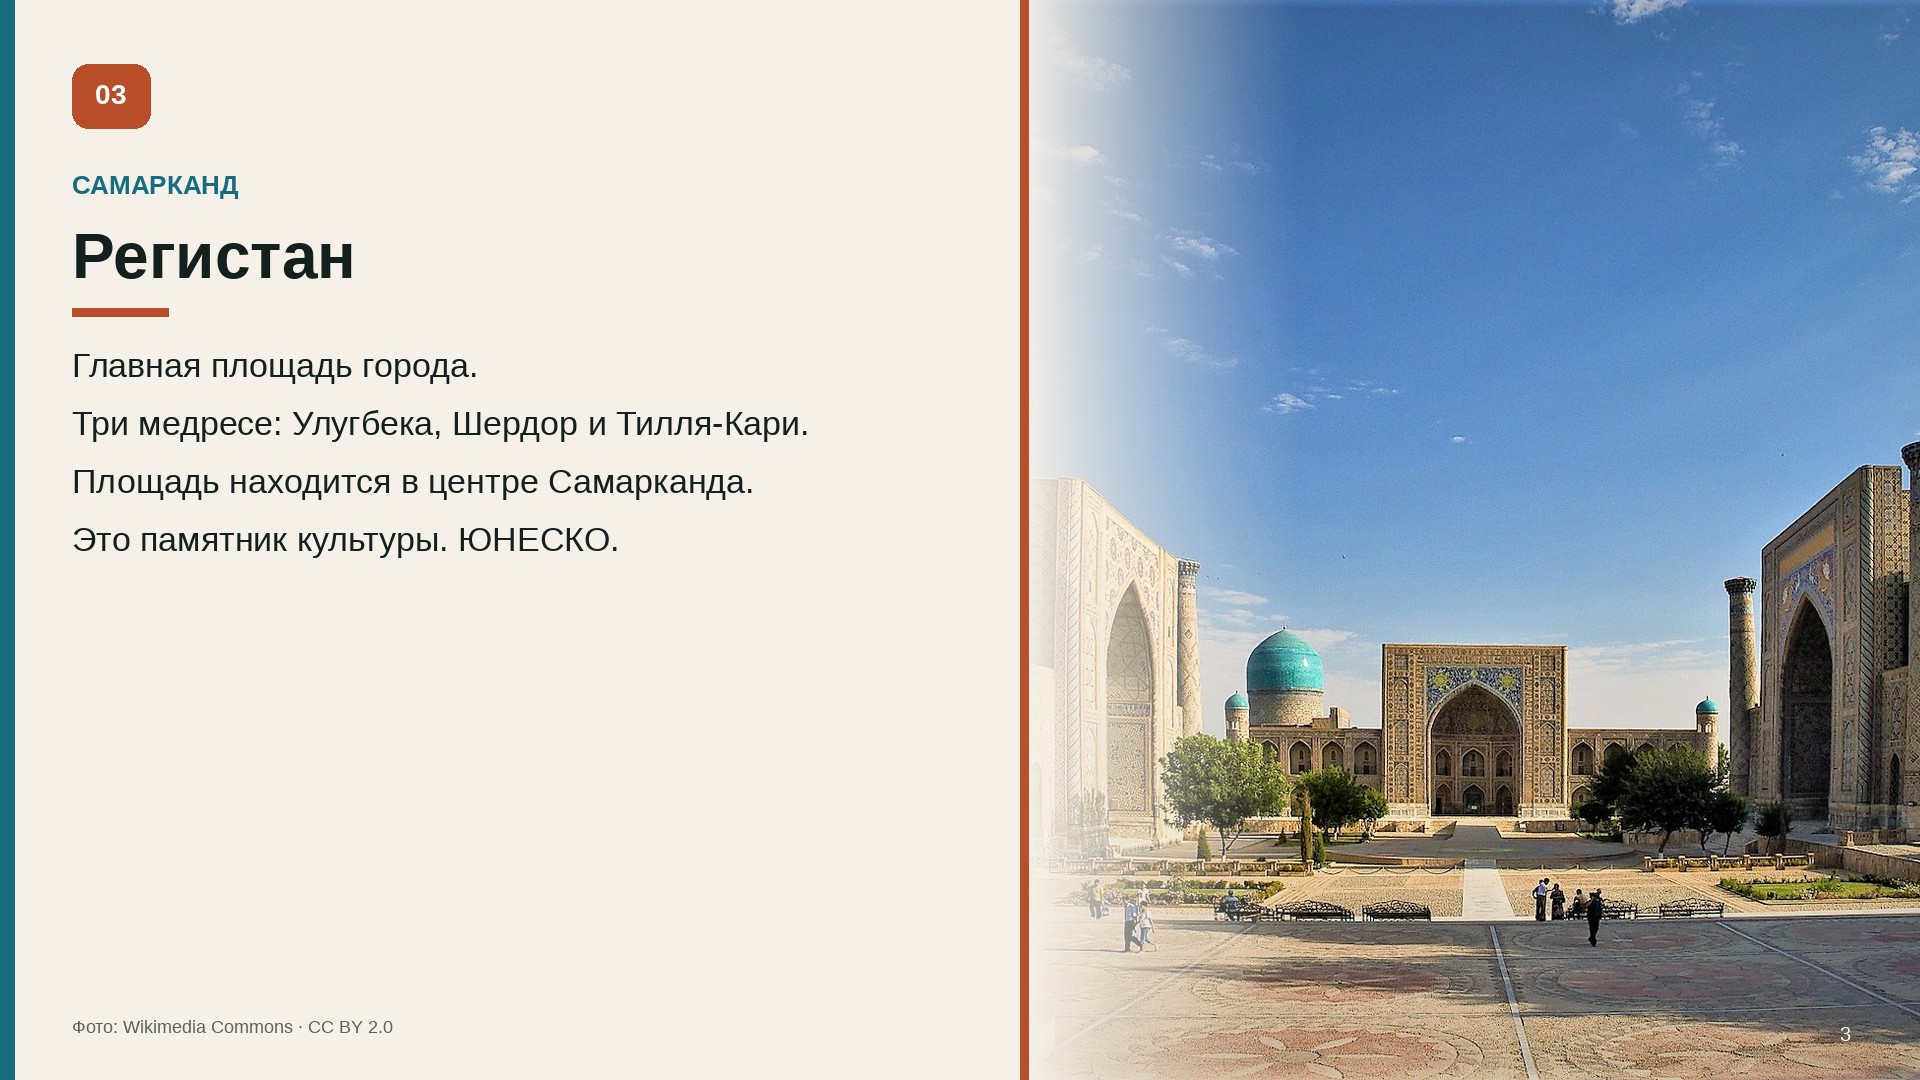 03
САМАРКАНД
Регистан
Главная площадь города.
Три медресе: Улугбека, Шердор и Тилля-Кари.
Площадь находится в центре Самарканда.
Это памятник культуры. ЮНЕСКО.
Фото: Wikimedia Commons · CC BY 2.0
3